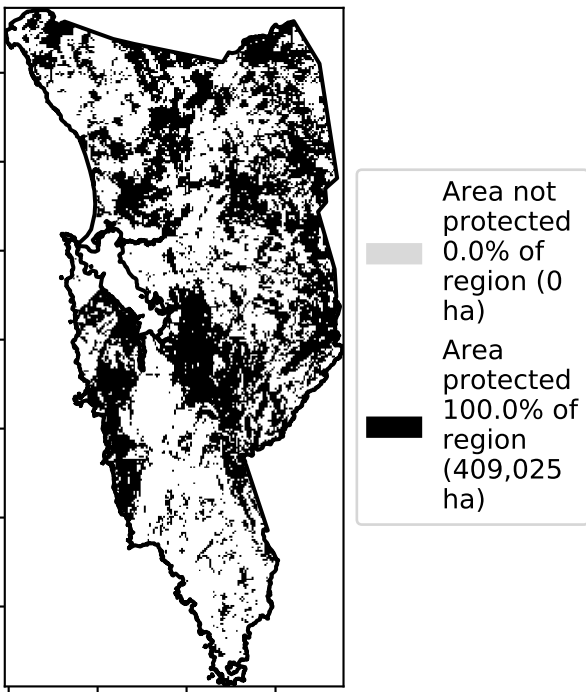 Area not
protected
0.0% of
region (0
ha)
Area
protected
100.0% of
region
(409,025
ha)